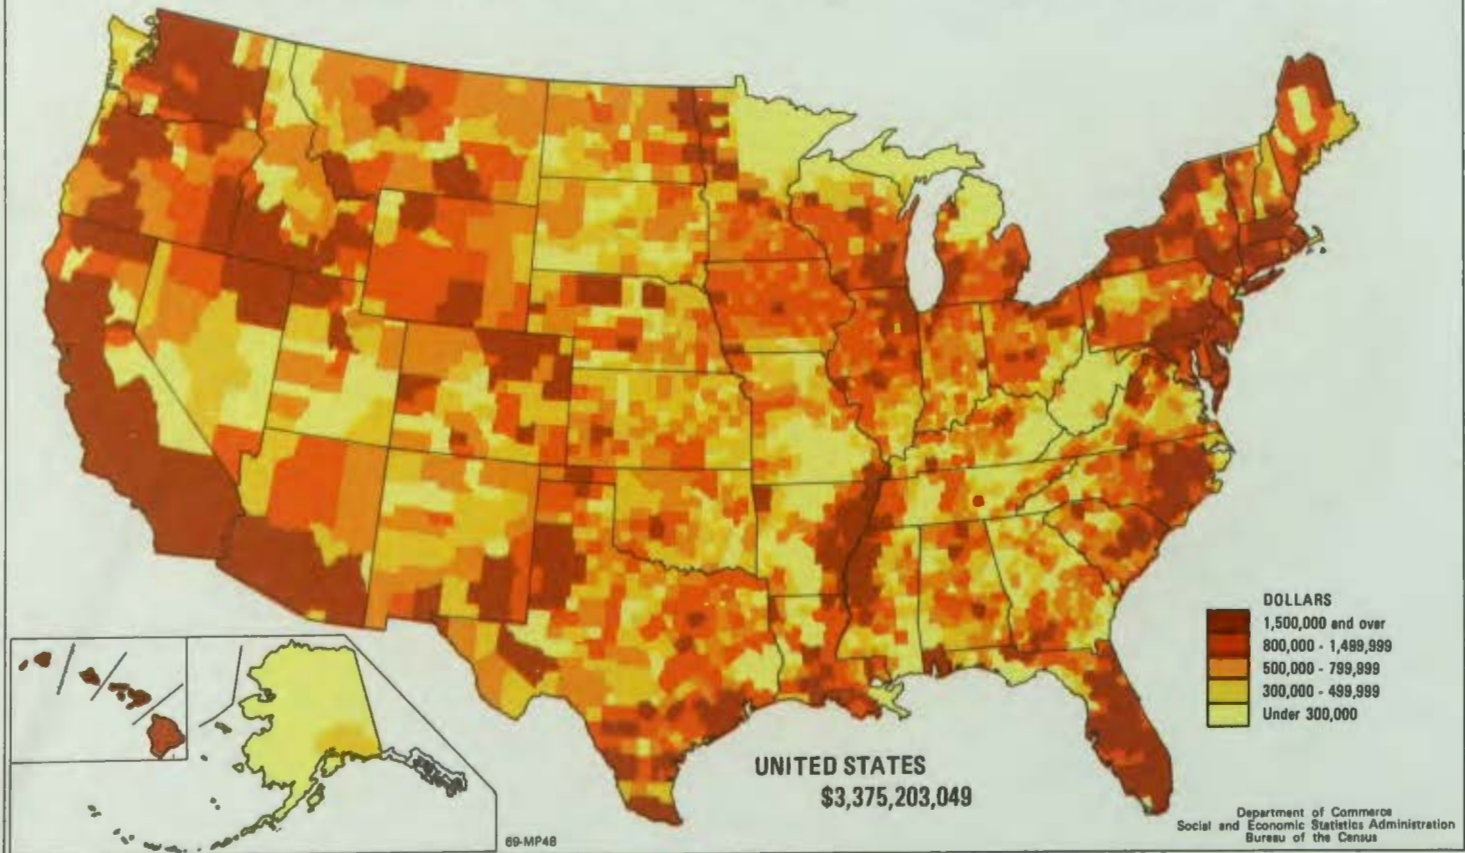 DOLLARS
1,500,000 and over
800,000 - 1,499,999
500,000 - 799,999
300,000 - 499,999
Under 300,000
UNITED STATES
$3,375,203,049
Department of Commerce
Social and Economic Statistics Administration
Bureau of the Census
69-MP48